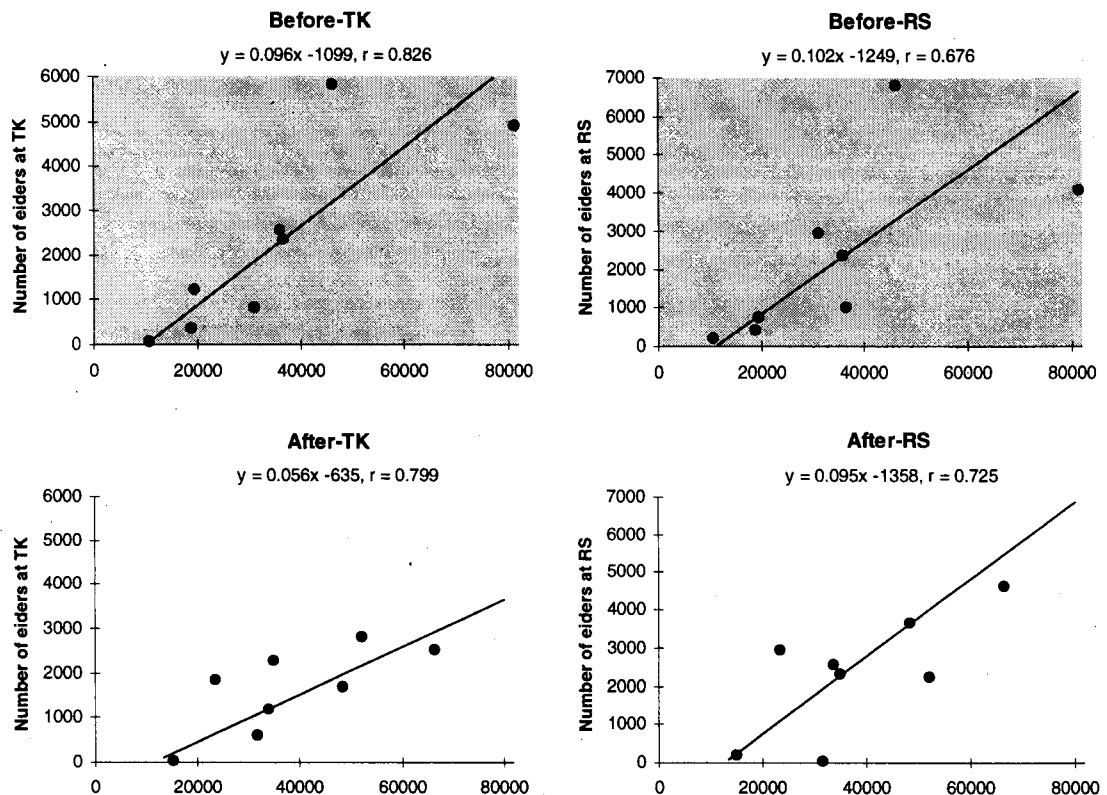 Before-TK
y = 0.096x -1099, r = 0.826
Number of eiders at TK
6000
5000
4000
3000
2000
1000
0
0 20000 40000 60000 80000
Before-RS
y = 0.102x -1249, r = 0.676
Number of eiders at RS
7000
6000
5000
4000
3000
2000
1000
0
0 20000 40000 60000 80000
After-TK
y = 0.056x -635, r = 0.799
Number of eiders at TK
6000
5000
4000
3000
2000
1000
0
0 20000 40000 60000 80000
After-RS
y = 0.095x -1358, r = 0.725
Number of eiders at RS
7000
6000
5000
4000
3000
2000
1000
0
0 20000 40000 60000 80000